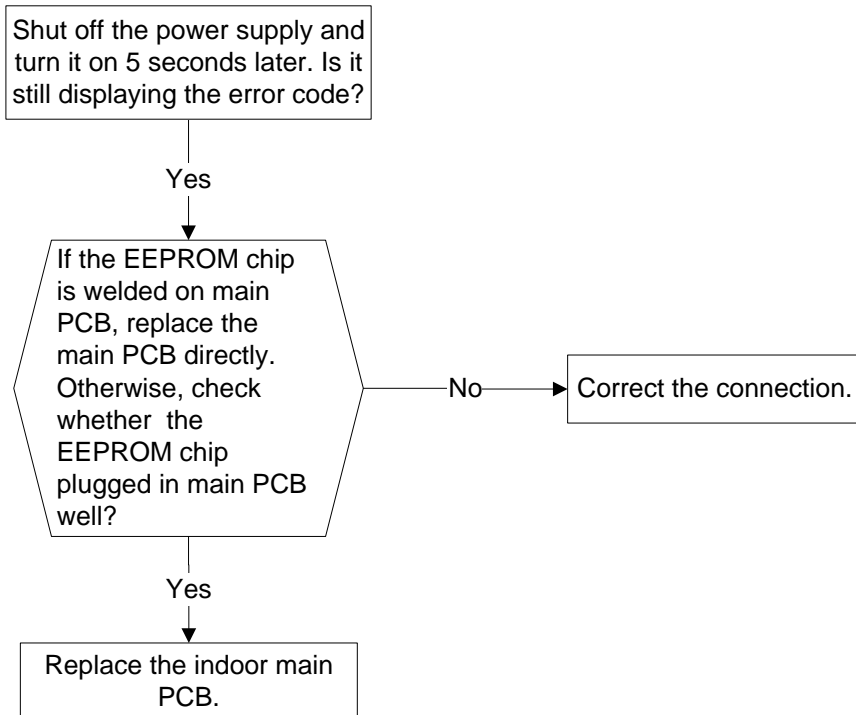 Shut off the power supply and
turn it on 5 seconds later. Is it
still displaying the error code?
Yes
If the EEPROM chip
is welded on main
PCB, replace the
main PCB directly.
Otherwise, check
whether  the
EEPROM chip
plugged in main PCB
well?
No
Correct the connection.
Yes
Replace the indoor main
PCB.